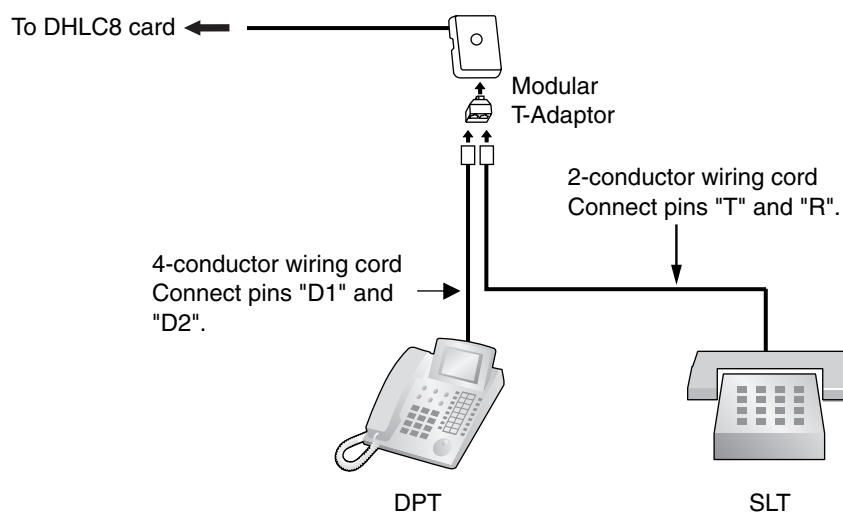 To DHLC8 card
Modular
T-Adaptor
2-conductor wiring cord
Connect pins "T" and "R".
4-conductor wiring cord
Connect pins "D1" and
"D2".
DPT
SLT